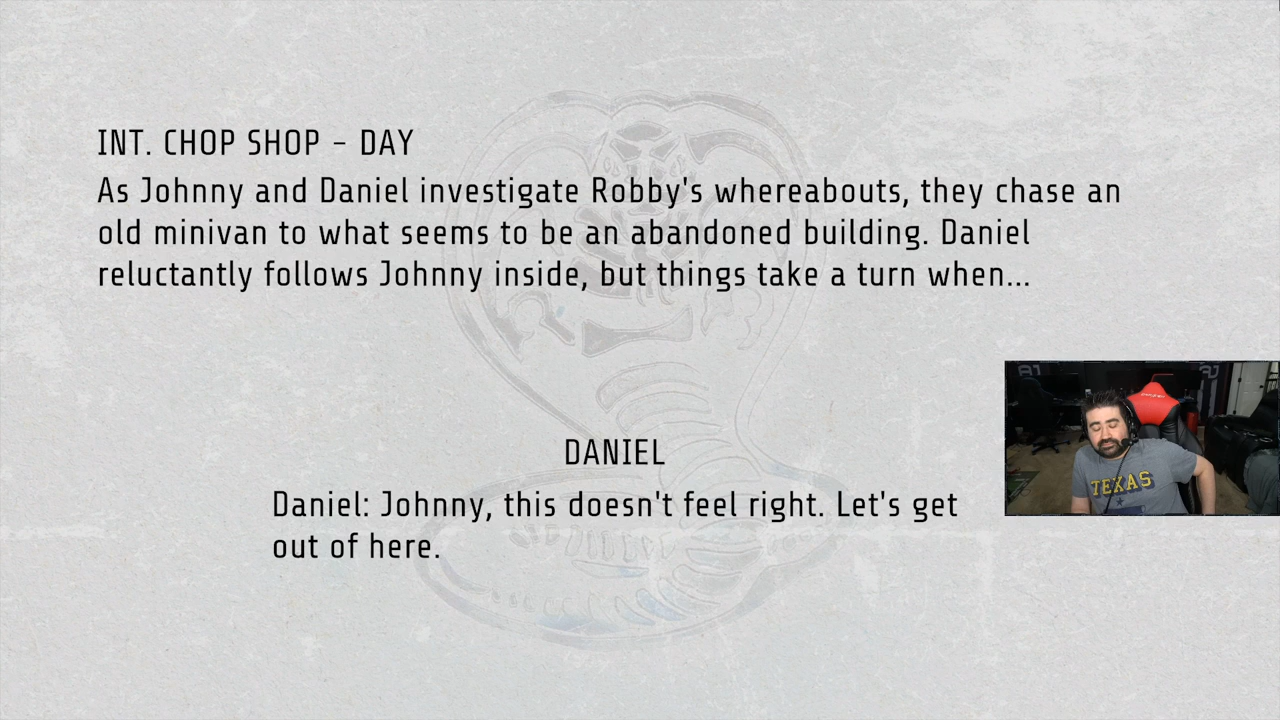 INT. CHOP SHOP - DAY
As Johnny and Daniel investigate Robby's whereabouts, they chase an
old minivan to what seems to be an abandoned building. Daniel
reluctantly follows Johnny inside, but things take a turn when...
DANIEL
Daniel: Johnny, this doesn't feel right. Let's get
out of here.
TEXAS